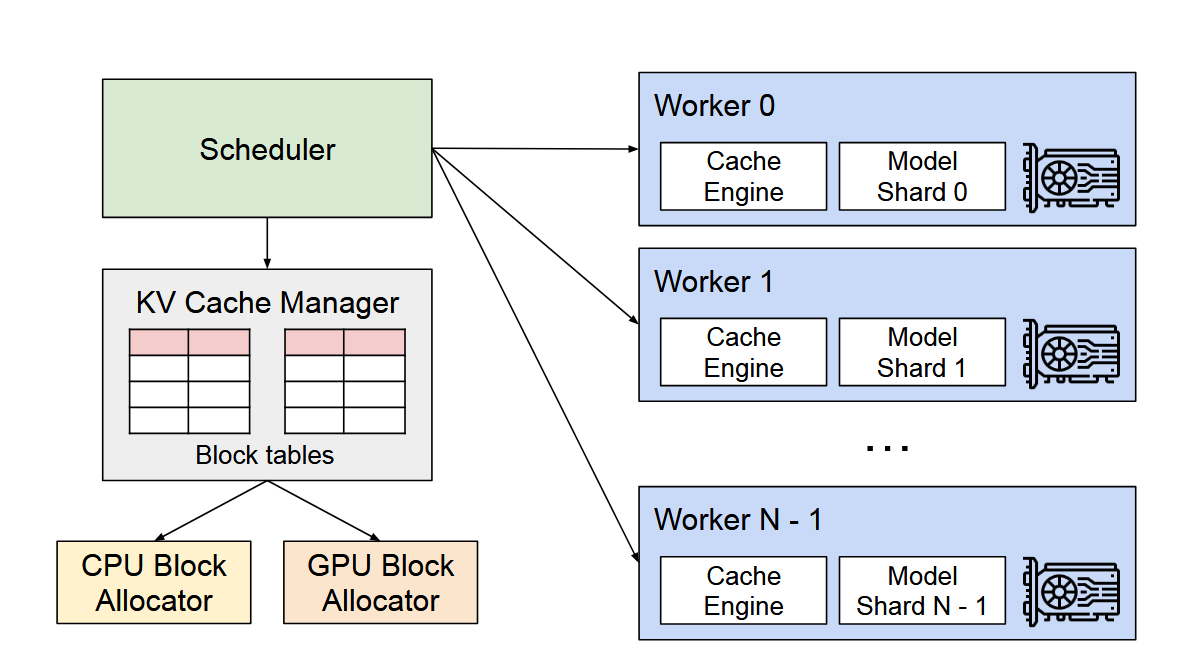 Scheduler
KV Cache Manager
Block tables
CPU Block
Allocator
GPU Block
Allocator
Worker 0
Cache
Engine
Model
Shard 0
Worker 1
Cache
Engine
Model
Shard 1
...
Worker N - 1
Cache
Engine
Model
Shard N - 1